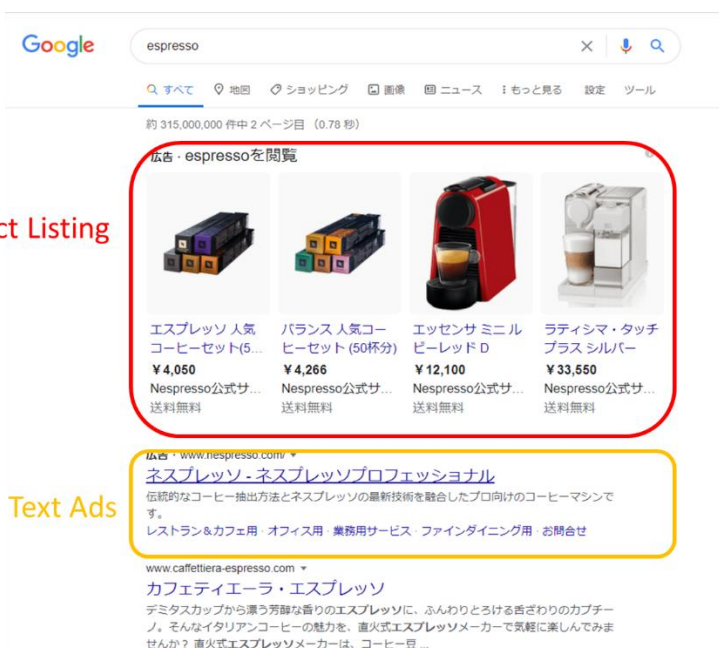 Google
espresso
すべて 地図 ショッピング 画像 ニュース もっと見る 設定 ツール
約 315,000,000 件中 2 ページ目 （0.78 秒）
広告 · espressoを閲覧
ct Listing
エスプレッソ 人気
コーヒーセット(5...
¥4,050
Nespresso公式サ...
送料無料
バランス 人気コー
ヒーセット (50杯分)
¥4,266
Nespresso公式サ...
送料無料
エッセンサ ミニ ル
ビーレッド D
¥12,100
Nespresso公式サ...
送料無料
ラティシマ・タッチ
プラス シルバー
¥33,550
Nespresso公式サ...
送料無料
Text Ads
広告 · www.nespresso.com/
ネスプレッソ - ネスプレッソプロフェッショナル
伝統的なコーヒー抽出方法とネスプレッソの最新技術を融合したプロ向けのコーヒーマシンで
す。
レストラン＆カフェ用 · オフィス用 · 業務用サービス · ファインダイニング用 · お問合せ
www.caffettiera-espresso.com
カフェティエーラ・エスプレッソ
デミタスカップから漂う芳醇な香りのエスプレッソに、ふんわりとろける舌ざわりのカプチー
ノ。そんなイタリアンコーヒーの魅力を、直火式エスプレッソメーカーで気軽に楽しんでみま
せんか？ 直火式エスプレッソメーカーは、コーヒー豆 ...